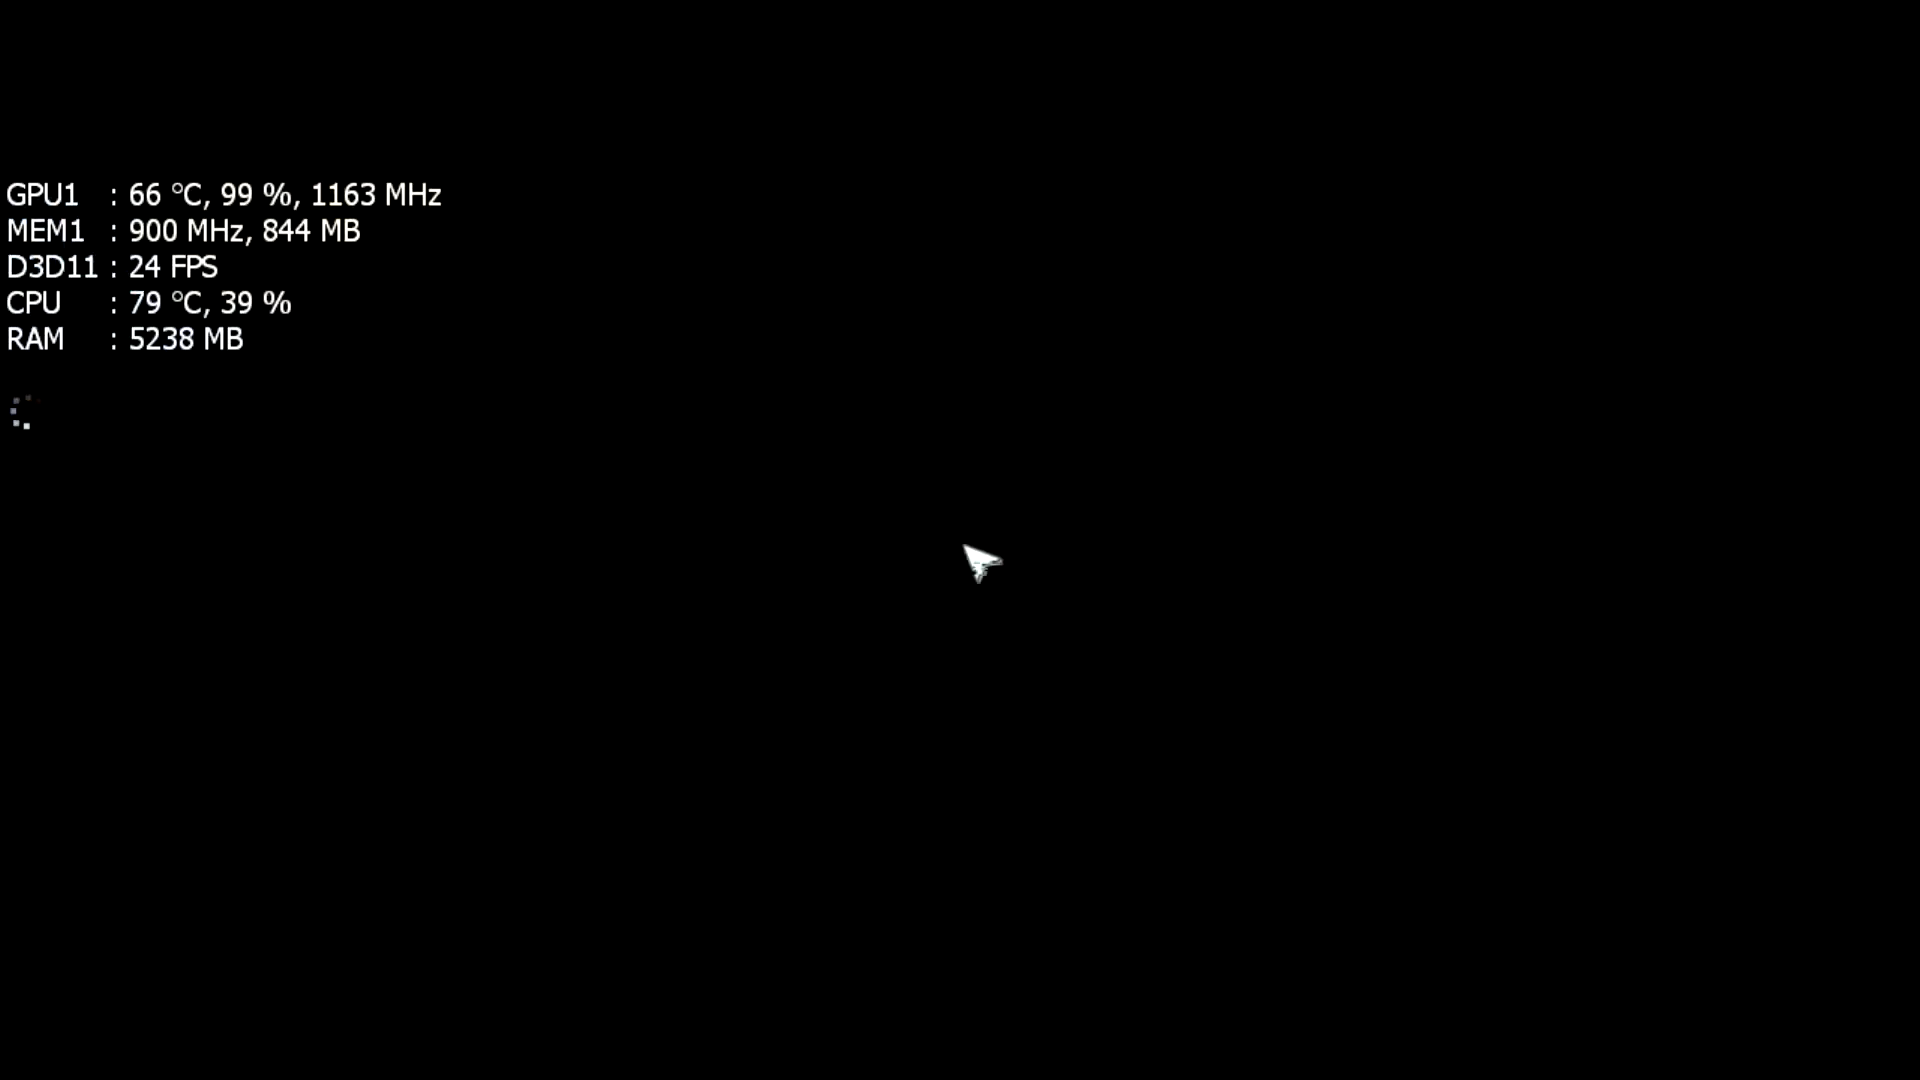 GPU1 : 66 °C, 99 %, 1163 MHz
MEM1 : 900 MHz, 844 MB
D3D11 : 24 FPS
CPU : 79 °C, 39 %
RAM : 5238 MB